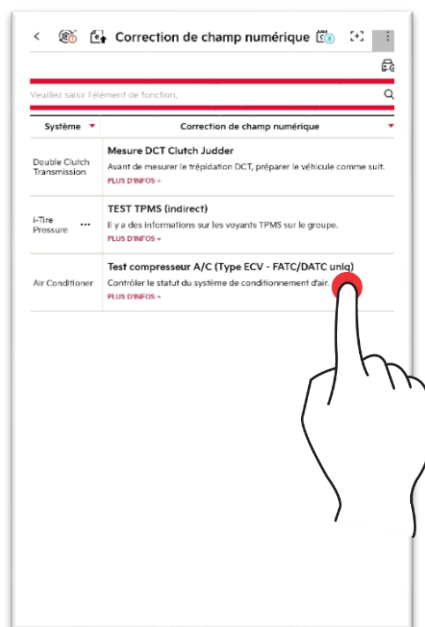 Correction de champ numérique
Veuillez saisir l'élément de fonction.
Système
Correction de champ numérique
Double Clutch
Transmission
Mesure DCT Clutch Judder
Avant de mesurer le trépidation DCT, préparer le véhicule comme suit.
PLUS D'INFOS +
i-Tire
Pressure
...
TEST TPMS (indirect)
Il y a des informations sur les voyants TPMS sur le groupe.
PLUS D'INFOS +
Air Conditioner
Test compresseur A/C (Type ECV - FATC/DATC uniq)
Contrôler le statut du système de conditionnement d'air.
PLUS D'INFOS +